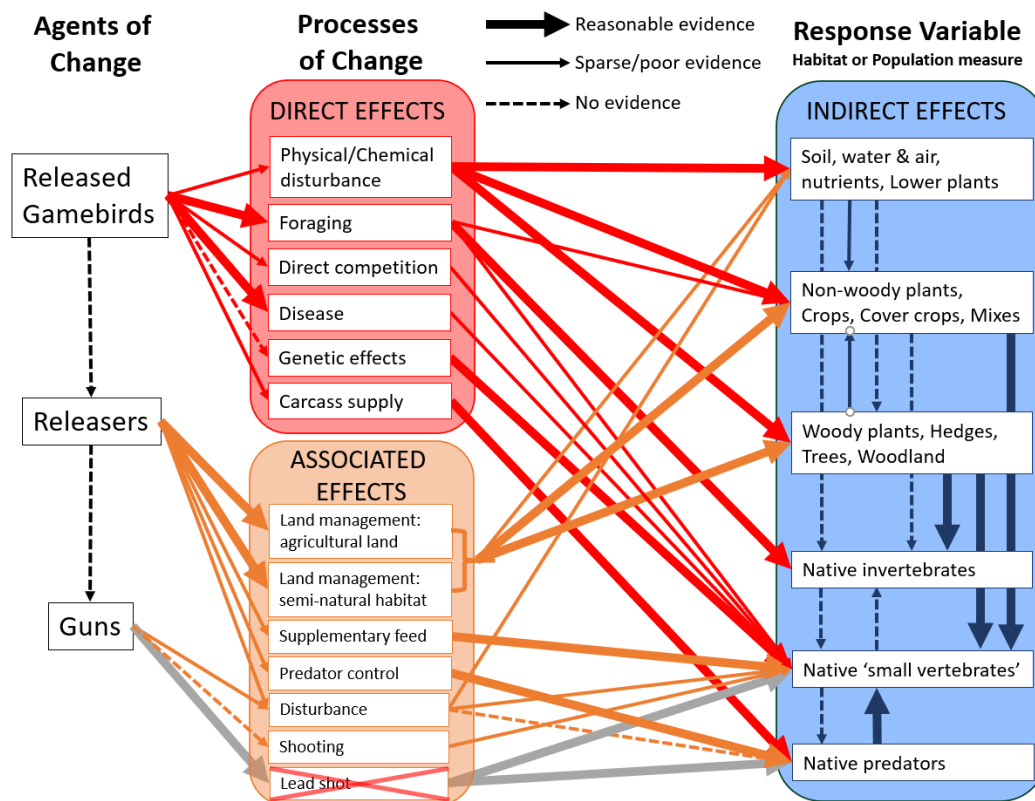 Agents of
Change
Processes
of Change
Reasonable evidence
Sparse/poor evidence
No evidence
Response Variable
Habitat or Population measure
DIRECT EFFECTS
INDIRECT EFFECTS
Released
Gamebirds
Physical/Chemical
disturbance
Foraging
Direct competition
Disease
Genetic effects
Carcass supply
Releasers
ASSOCIATED
EFFECTS
Land management:
agricultural land
Land management:
semi-natural habitat
Supplementary feed
Predator control
Disturbance
Shooting
Lead shot
Guns
Soil, water & air,
nutrients, Lower plants
Non-woody plants,
Crops, Cover crops, Mixes
Woody plants, Hedges,
Trees, Woodland
Native invertebrates
Native ‘small vertebrates’
Native predators